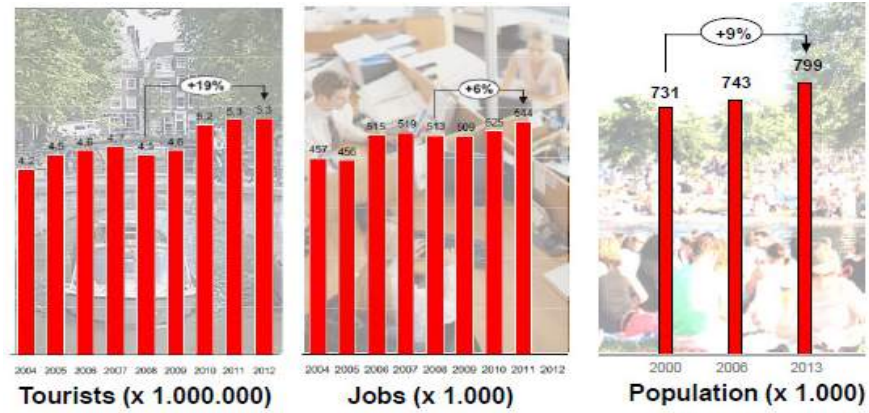 +19%
4,2 4,5 4,6 4,7 4,5 4,6 5,2 5,3 5,3
2004 2005 2006 2007 2008 2009 2010 2011 2012
Tourists (x 1.000.000)
+6%
457 456 515 519 513 509 525 544
2004 2005 2006 2007 2008 2009 2010 2011 2012
Jobs (x 1.000)
+9%
731 743 799
2000 2006 2013
Population (x 1.000)